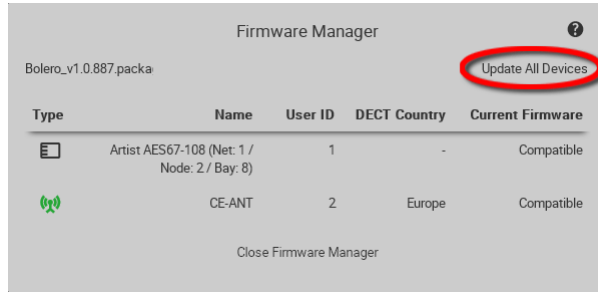 Firmware Manager
?
Bolero_v1.0.887.packa
Update All Devices
Type Name User ID DECT Country Current Firmware
Artist AES67-108 (Net: 1 / 1 - Compatible
Node: 2 / Bay: 8)
CE-ANT 2 Europe Compatible
Close Firmware Manager